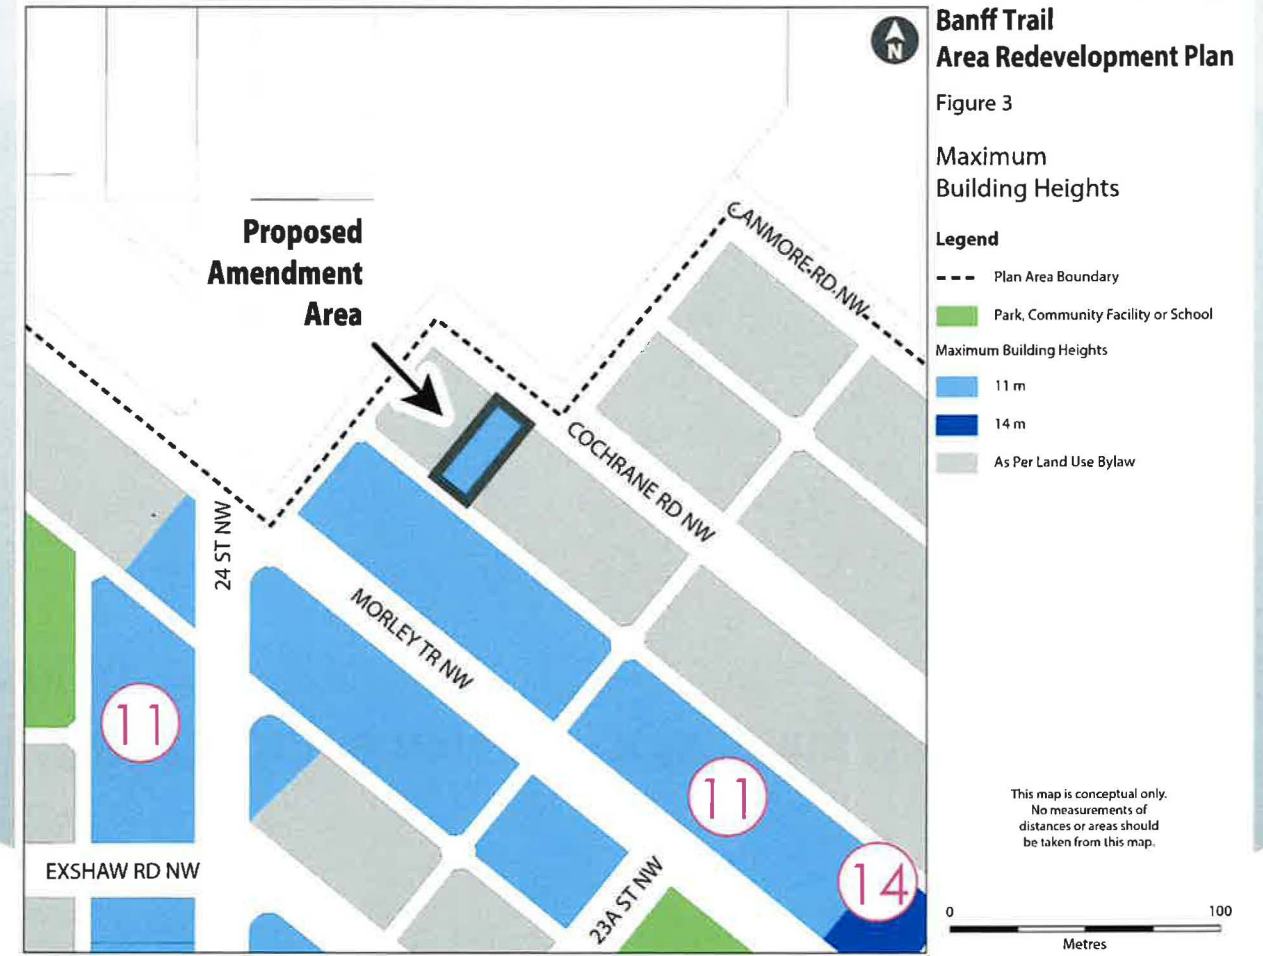 Banff Trail
Area Redevelopment Plan
Figure 3
Maximum
Building Heights
Legend
Plan Area Boundary
Park, Community Facility or School
Maximum Building Heights
11 m
14 m
As Per Land Use Bylaw
N
Proposed
Amendment
Area
CANMORE RD NW
COCHRANE RD NW
24 ST NW
MORLEY TR NW
11
11
14
EXSHAW RD NW
23A ST NW
This map is conceptual only.
No measurements of
distances or areas should
be taken from this map.
0 100
Metres